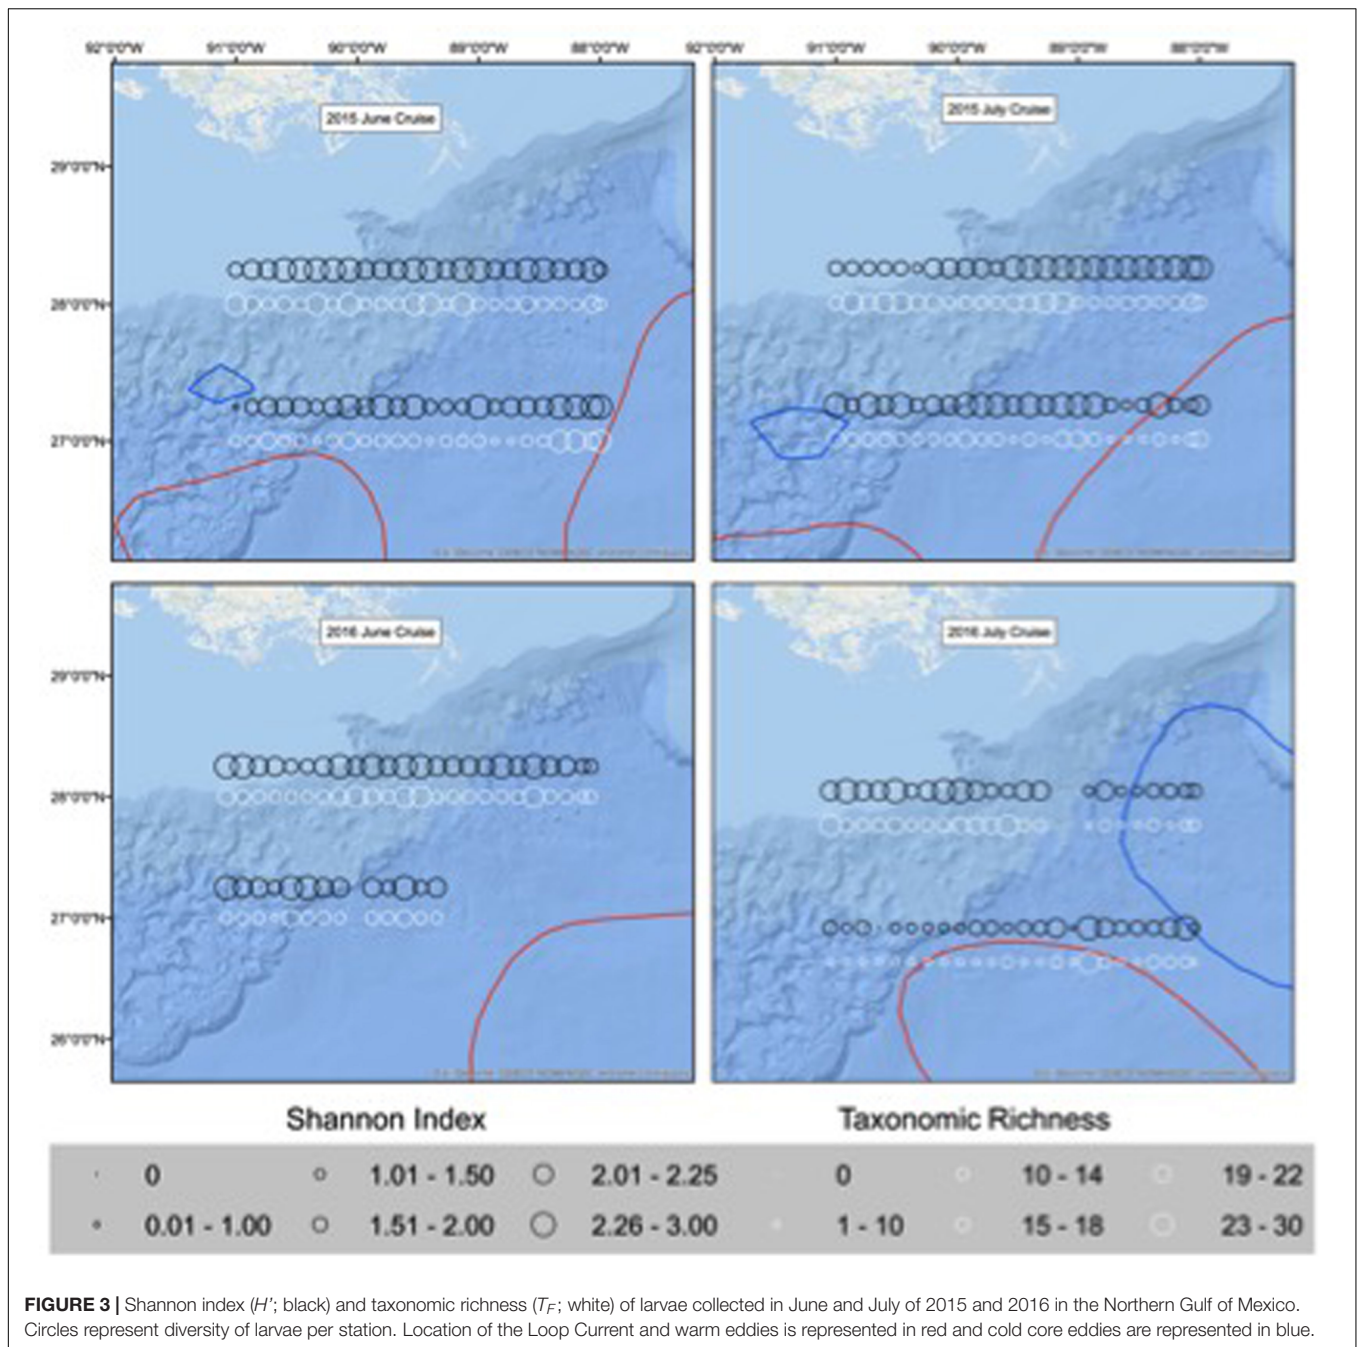 92°0'0"W 91°0'0"W 90°0'0"W 89°0'0"W 88°0'0"W 92°0'0"W 91°0'0"W 90°0'0"W 89°0'0"W 88°0'0"W
2015 June Cruise
2015 July Cruise
29°0'0"N
28°0'0"N
27°0'0"N
2016 June Cruise
2016 July Cruise
29°0'0"N
28°0'0"N
27°0'0"N
26°0'0"N
Shannon Index Taxonomic Richness
0 1.01 - 1.50 2.01 - 2.25 0 10 - 14 19 - 22
0.01 - 1.00 1.51 - 2.00 2.26 - 3.00 1 - 10 15 - 18 23 - 30
FIGURE 3 | Shannon index (H'; black) and taxonomic richness (TF; white) of larvae collected in June and July of 2015 and 2016 in the Northern Gulf of Mexico.
Circles represent diversity of larvae per station. Location of the Loop Current and warm eddies is represented in red and cold core eddies are represented in blue.